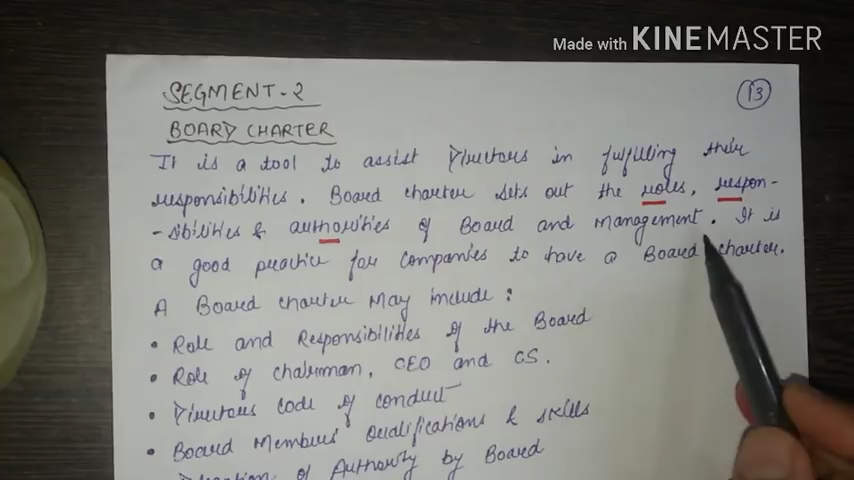 Made with KINEMASTER
SEGMENT-2
13
BOARD CHARTER
It is a tool to assist Directors in fulfilling their
responsibilities. Board charter sets out the roles, respon-
-sibilities & authorities of Board and Management. It is
a good practice for companies to have a Board charter.
A Board charter May include:
• Role and Responsibilities of the Board
• Role of Chairman, CEO and CS.
• Directors code of conduct
• Board Members' Qualifications & skills
of Authority by Board